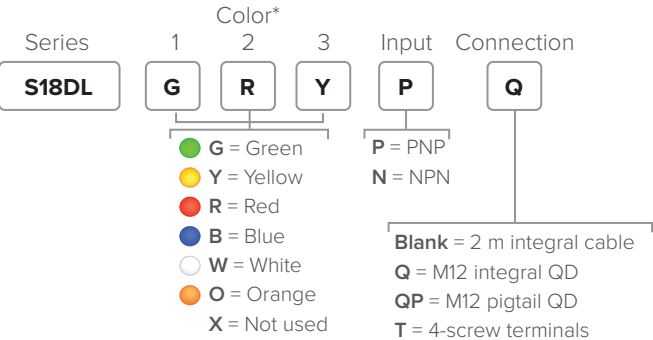 Color*
Series 1 2 3 Input Connection
S18DL G R Y P Q
G = Green
Y = Yellow
R = Red
B = Blue
W = White
O = Orange
X = Not used
P = PNP
N = NPN
Blank = 2 m integral cable
Q = M12 integral QD
QP = M12 pigtail QD
T = 4-screw terminals